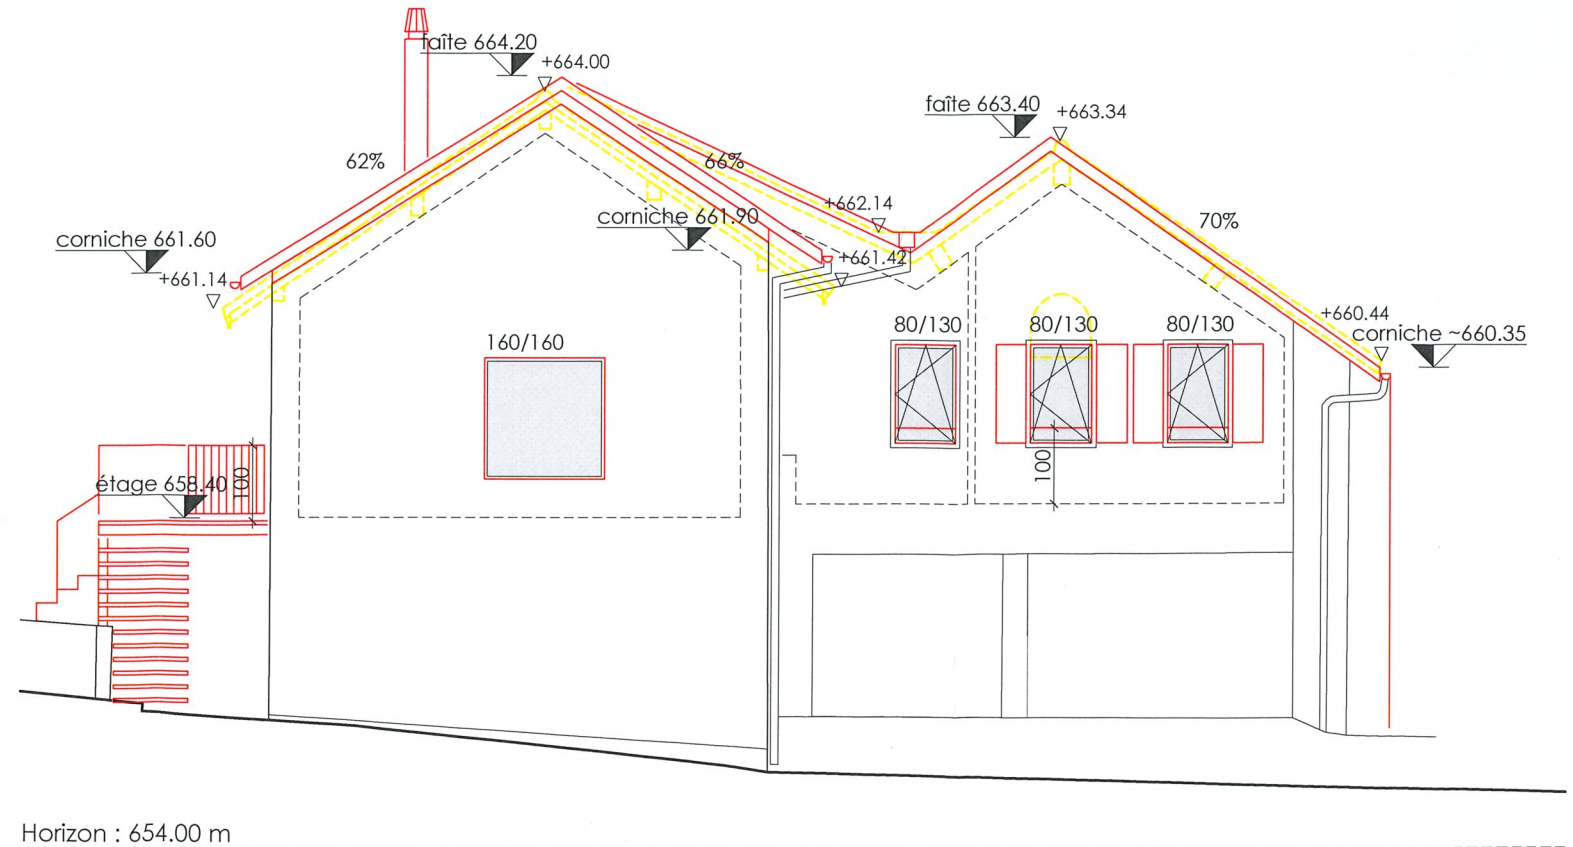 faîte 664.20
+664.00
faîte 663.40
+663.34
62%
66%
+662.14
corniche 661.90
70%
corniche 661.60
+661.14
+661.42
+660.44
corniche ~660.35
80/130
80/130
80/130
160/160
100
étage 658.40
100
Horizon : 654.00 m